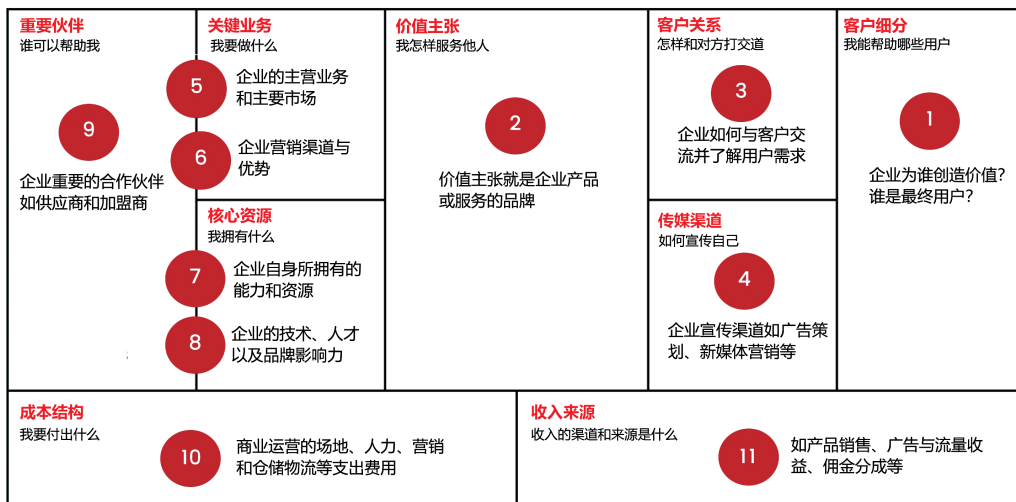 重要伙伴
谁可以帮助我
9
企业重要的合作伙伴
如供应商和加盟商
关键业务
我要做什么
5
企业的主营业务
和主要市场
6
企业营销渠道与
优势
核心资源
我拥有什么
7
企业自身所拥有的
能力和资源
8
企业的技术、人才
以及品牌影响力
价值主张
我怎样服务他人
2
价值主张就是企业产品
或服务的品牌
客户关系
怎样和对方打交道
3
企业如何与客户交
流并了解用户需求
传媒渠道
如何宣传自己
4
企业宣传渠道如广告策
划、新媒体营销等
客户细分
我能帮助哪些用户
1
企业为谁创造价值?
谁是最终用户?
成本结构
我要付出什么
10
商业运营的场地、人力、营销
和仓储物流等支出费用
收入来源
收入的渠道和来源是什么
11
如产品销售、广告与流量收
益、佣金分成等